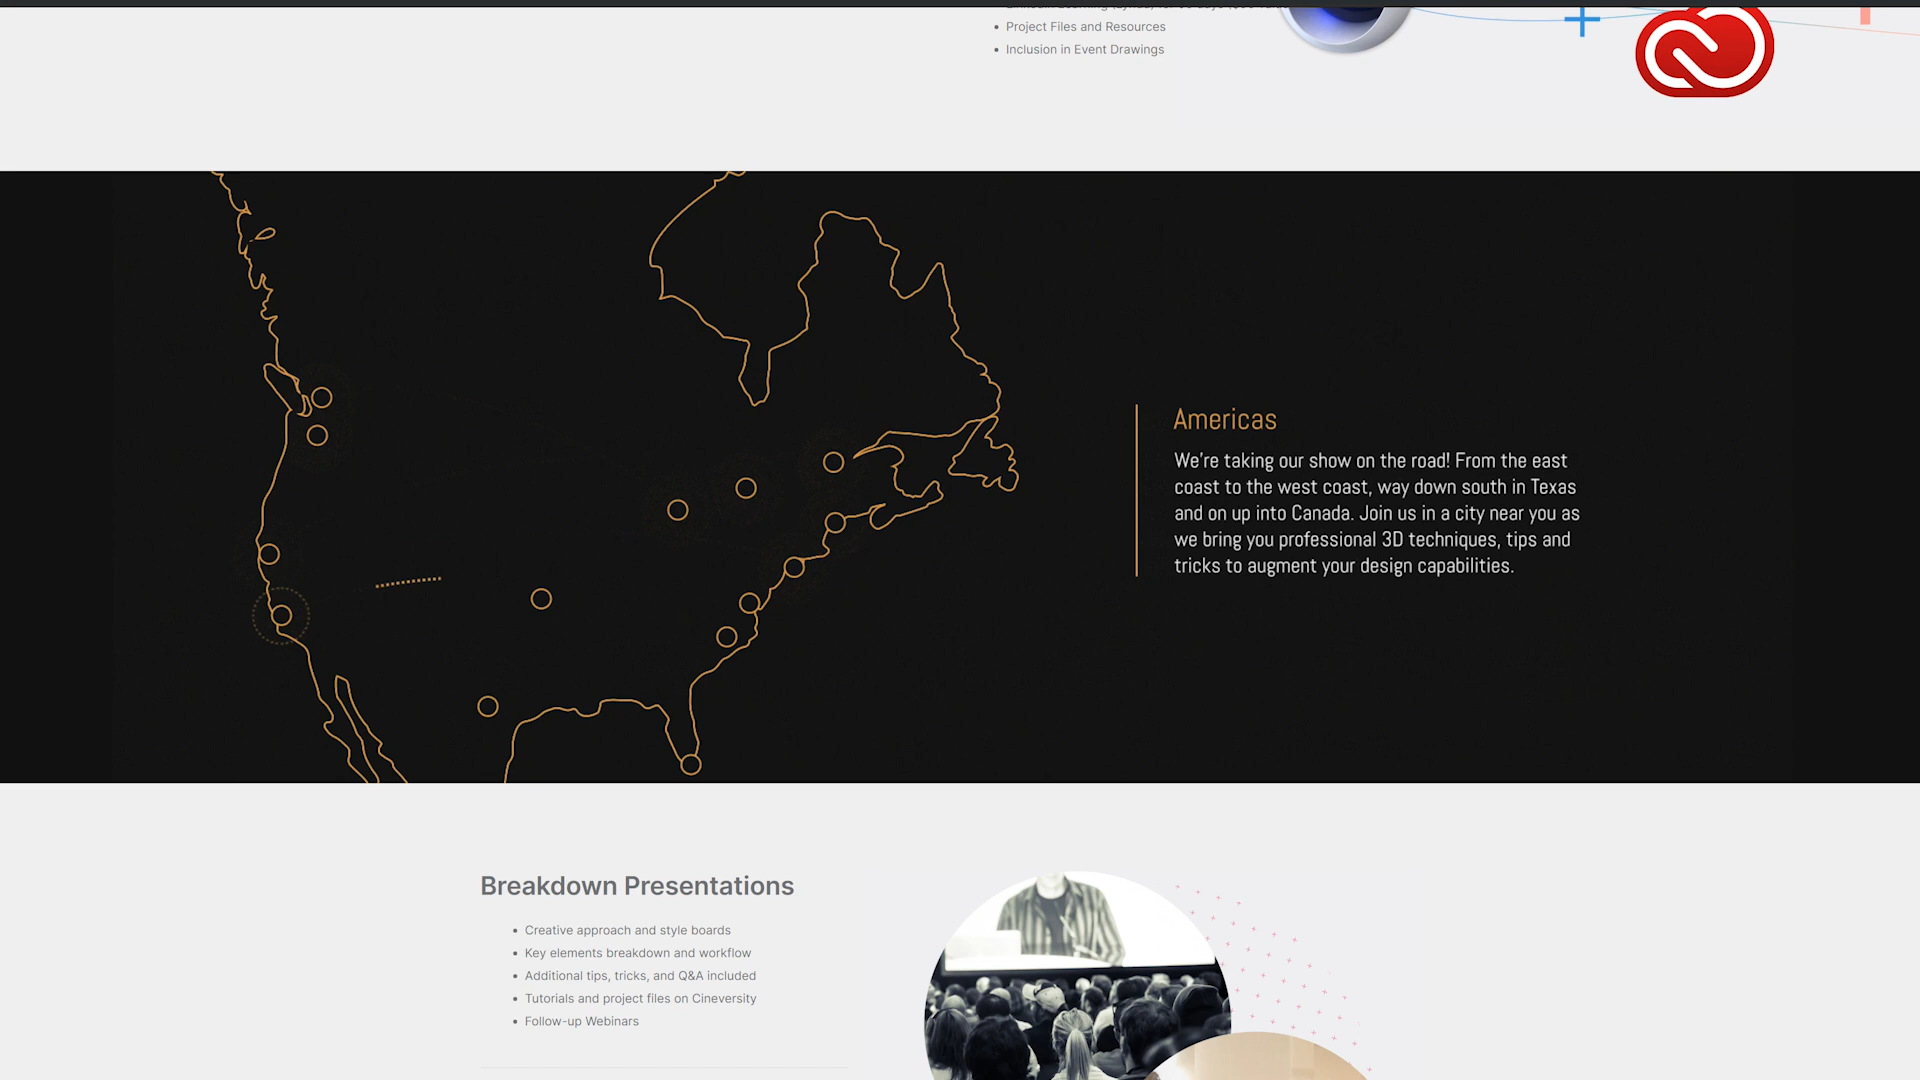 Project Files and Resources
Inclusion in Event Drawings
Americas
We're taking our show on the road! From the east
coast to the west coast, way down south in Texas
and on up into Canada. Join us in a city near you as
we bring you professional 3D techniques, tips and
tricks to augment your design capabilities.
Breakdown Presentations
Creative approach and style boards
Key elements breakdown and workflow
Additional tips, tricks, and Q&A included
Tutorials and project files on Cineversity
Follow-up Webinars